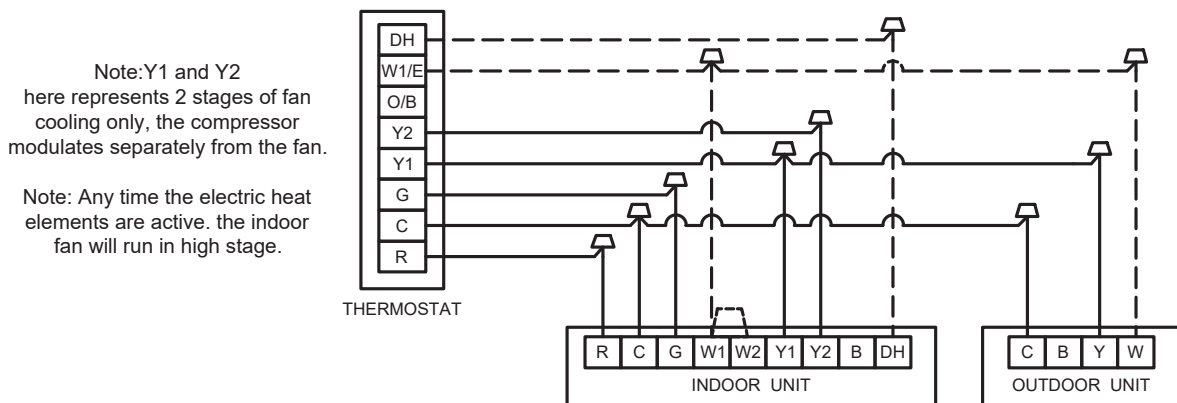 Note:Y1 and Y2
here represents 2 stages of fan
cooling only, the compressor
modulates separately from the fan.
Note: Any time the electric heat
elements are active. the indoor
fan will run in high stage.
DH
W1/E
O/B
Y2
Y1
G
C
R
THERMOSTAT
R C G W1 W2 Y1 Y2 B DH
INDOOR UNIT
C B Y W
OUTDOOR UNIT